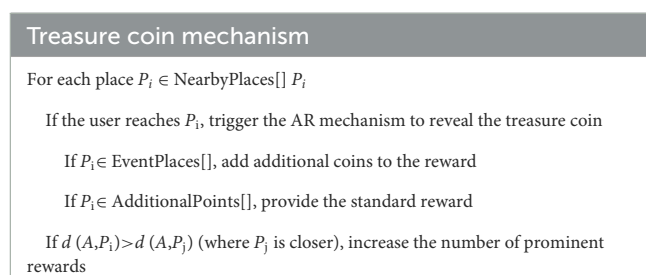 Treasure coin mechanism
For each place Pi ∈ NearbyPlaces[] Pi
If the user reaches Pi, trigger the AR mechanism to reveal the treasure coin
If Pi∈ EventPlaces[], add additional coins to the reward
If Pi∈ AdditionalPoints[], provide the standard reward
If d (A,Pi)>d (A,Pj) (where Pj is closer), increase the number of prominent
rewards